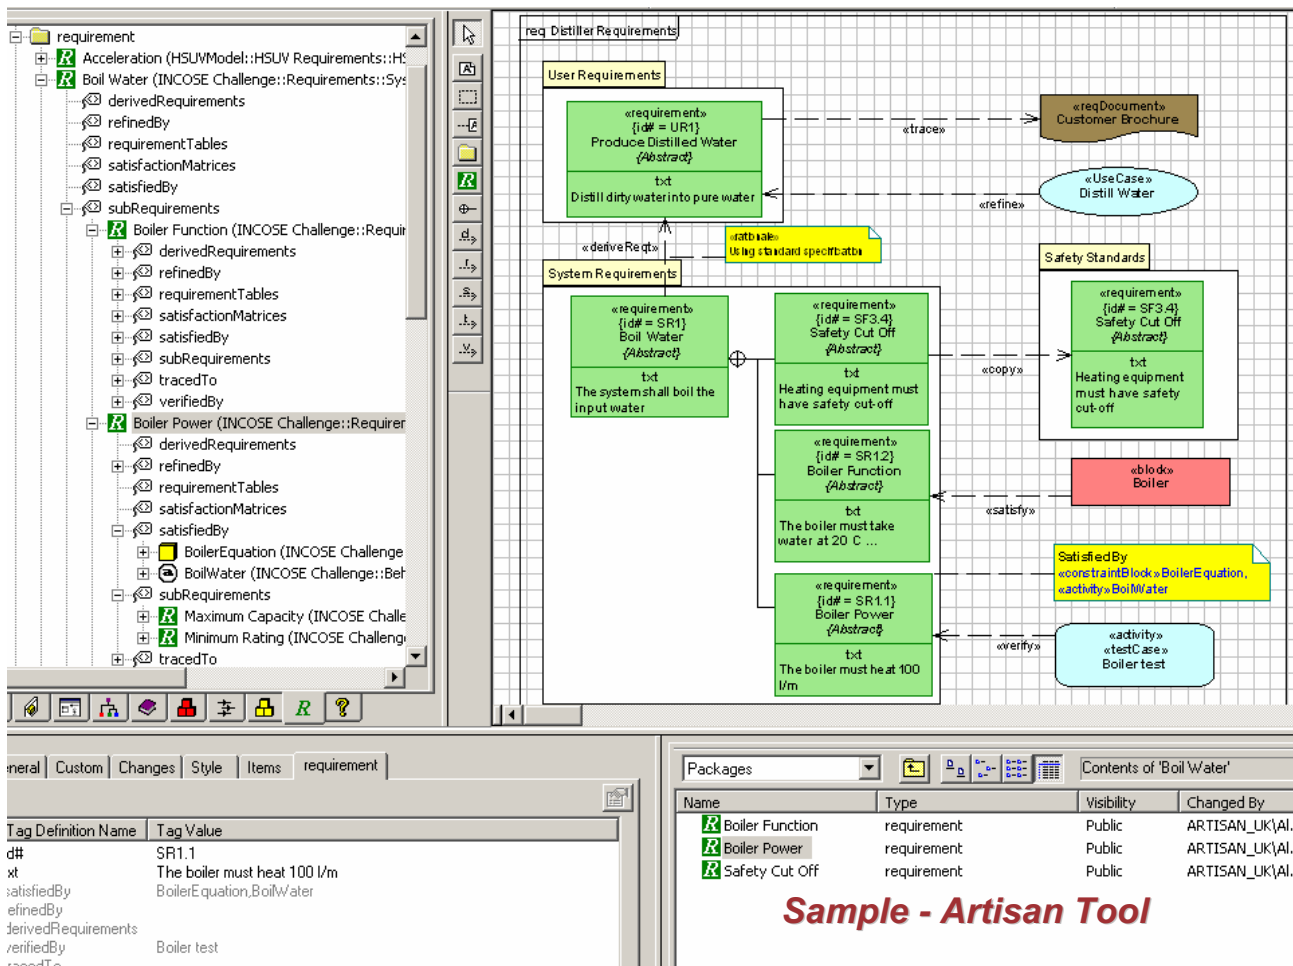 requirement
Acceleration (HSUVModel::HSUV Requirements::HS
Boil Water (INCOSE Challenge::Requirements::Sys
derivedRequirements
refinedBy
requirementTables
satisfactionMatrices
satisfiedBy
subRequirements
Boiler Function (INCOSE Challenge::Requir
derivedRequirements
refinedBy
requirementTables
satisfactionMatrices
satisfiedBy
subRequirements
tracedTo
verifiedBy
Boiler Power (INCOSE Challenge::Requirer
derivedRequirements
refinedBy
requirementTables
satisfactionMatrices
satisfiedBy
BoilerEquation (INCOSE Challenge
BoilWater (INCOSE Challenge::Beh
subRequirements
Maximum Capacity (INCOSE Challe
Minimum Rating (INCOSE Challeng
tracedTo
req Distiller Requirements
User Requirements
«requirement»
{id# = UR1}
Produce Distilled Water
{Abstract}
txt
Distill dirty water into pure water
«trace»
«reqDocument»
Customer Brochure
«UseCase»
Distill Water
«refine»
«deriveReqt»
«rationale»
Using standard specification
System Requirements
«requirement»
{id# = SR1}
Boil Water
{Abstract}
txt
The system shall boil the
input water
«requirement»
{id# = SF3.4}
Safety Cut Off
{Abstract}
txt
Heating equipment must
have safety cut-off
«copy»
Safety Standards
«requirement»
{id# = SF3.4}
Safety Cut Off
{Abstract}
txt
Heating equipment
must have safety
cut-off
«requirement»
{id# = SR1.2}
Boiler Function
{Abstract}
txt
The boiler must take
water at 20 C ...
«satisfy»
«block»
Boiler
SatisfiedBy
«constraintBlock»BoilerEquation,
«activity»BoilWater
«requirement»
{id# = SR1.1}
Boiler Power
{Abstract}
txt
The boiler must heat 100
l/m
«verify»
«activity»
«testCase»
Boiler test
eneral Custom Changes Style Items requirement
Tag Definition Name Tag Value
d# SR1.1
xt The boiler must heat 100 l/m
satisfiedBy BoilerEquation,BoilWater
efinedBy
derivedRequirements
verifiedBy Boiler test
racedTo
Packages Contents of 'Boil Water'
Name Type Visibility Changed By
Boiler Function requirement Public ARTISAN_UK\Al.
Boiler Power requirement Public ARTISAN_UK\Al.
Safety Cut Off requirement Public ARTISAN_UK\Al.
Sample - Artisan Tool